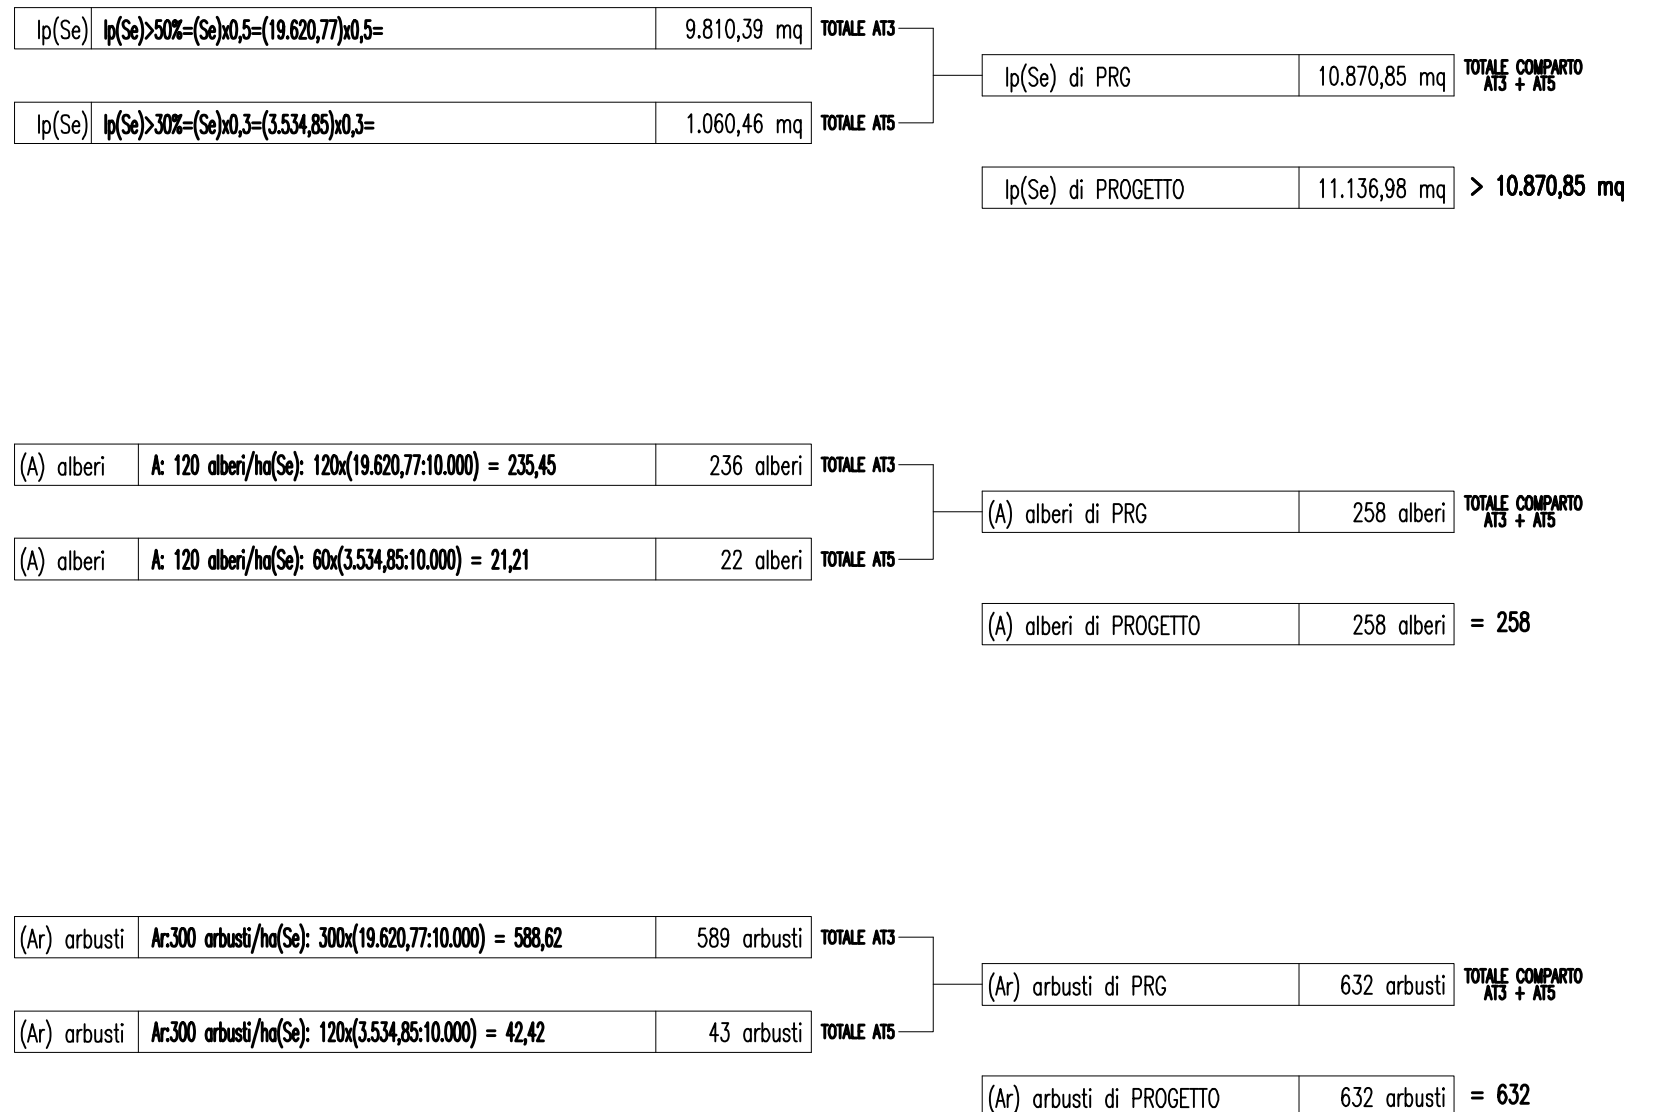 Ip(Se) Ip(Se)>50%=(Se)x0,5=(19.620,77)x0,5= 9.810,39 mq TOTALE AT3
Ip(Se) di PRG 10.870,85 mq TOTALE COMPARTO
AT3 + AT5
Ip(Se) Ip(Se)>30%=(Se)x0,3=(3.534,85)x0,3= 1.060,46 mq TOTALE AT5
Ip(Se) di PROGETTO 11.136,98 mq > 10.870,85 mq
(A) alberi A: 120 alberi/ha(Se): 120x(19.620,77:10.000) = 235,45 236 alberi TOTALE AT3
(A) alberi di PRG 258 alberi TOTALE COMPARTO
AT3 + AT5
(A) alberi A: 120 alberi/ha(Se): 60x(3.534,85:10.000) = 21,21 22 alberi TOTALE AT5
(A) alberi di PROGETTO 258 alberi = 258
(Ar) arbusti Ar:300 arbusti/ha(Se): 300x(19.620,77:10.000) = 588,62 589 arbusti TOTALE AT3
(Ar) arbusti di PRG 632 arbusti TOTALE COMPARTO
AT3 + AT5
(Ar) arbusti Ar:300 arbusti/ha(Se): 120x(3.534,85:10.000) = 42,42 43 arbusti TOTALE AT5
(Ar) arbusti di PROGETTO 632 arbusti = 632